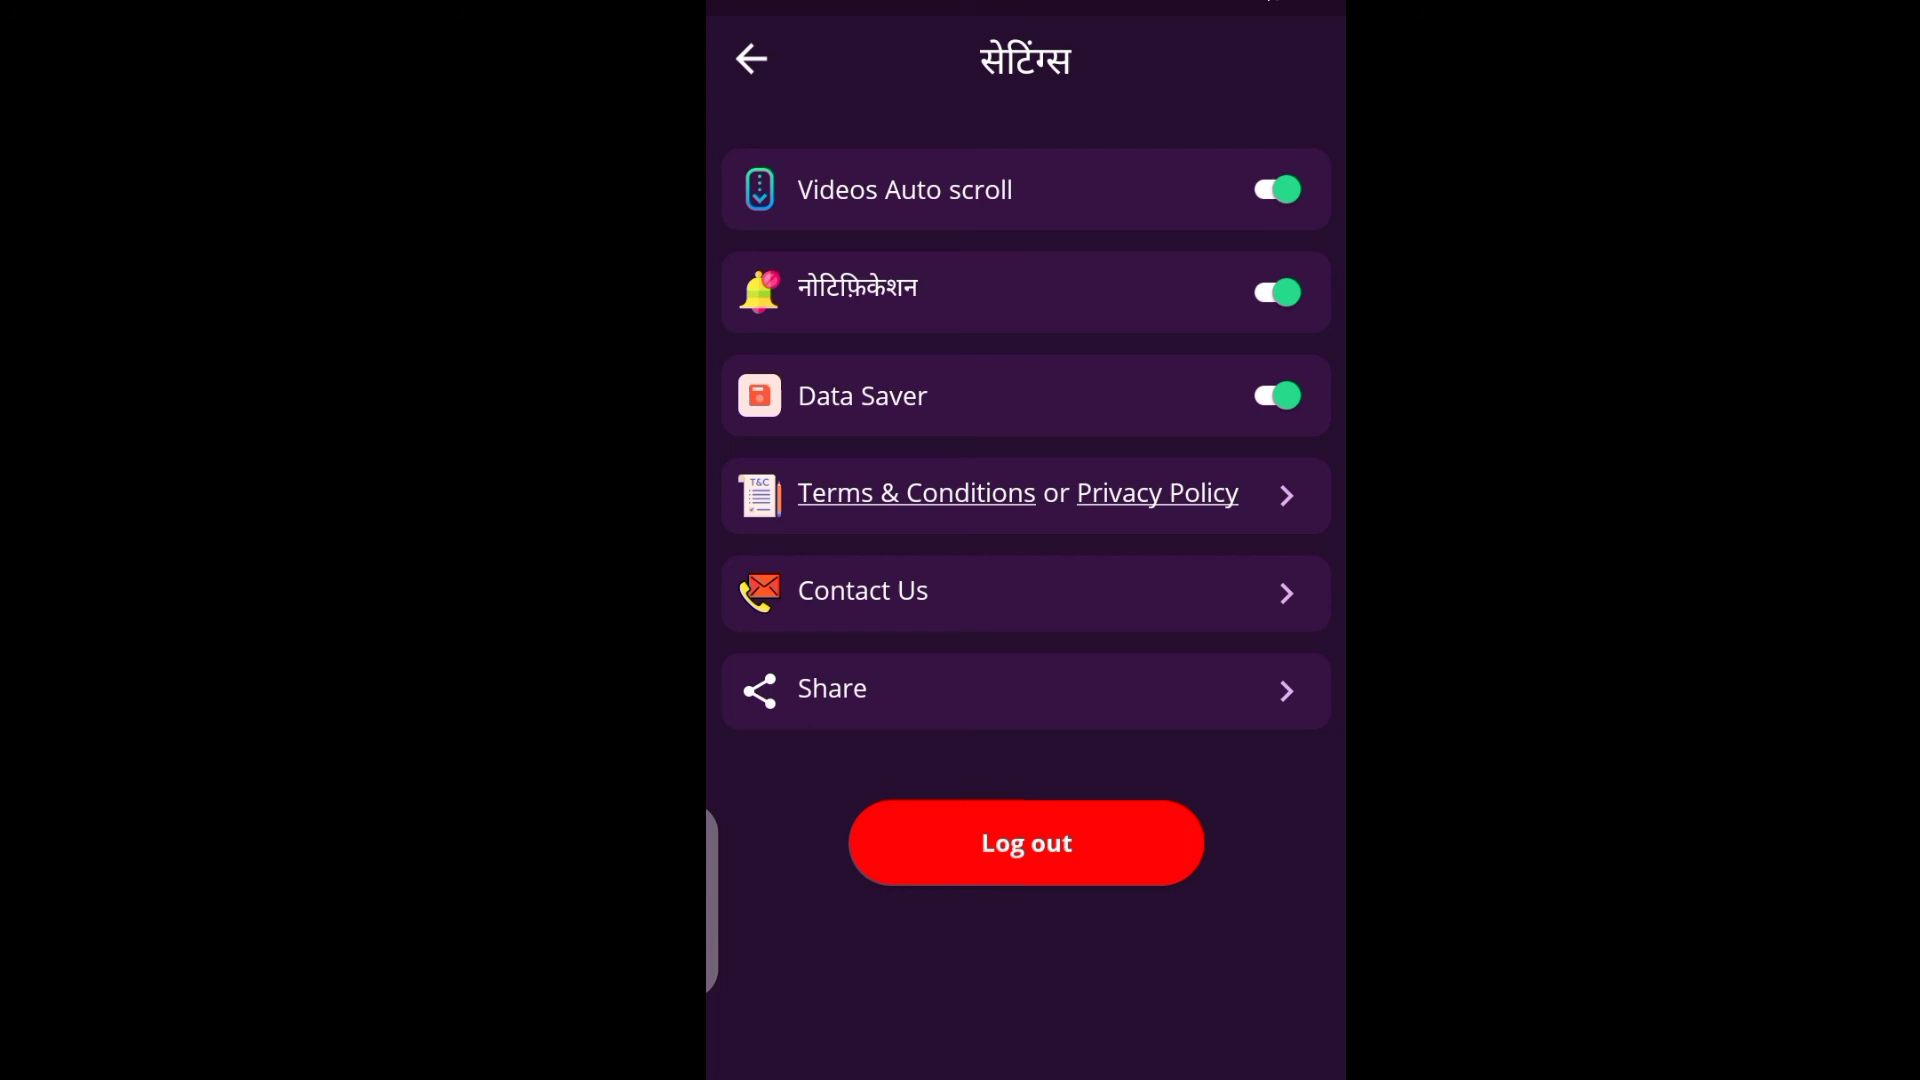 सेटिंग्स
Videos Auto scroll
नोटिफ़िकेशन
Data Saver
T&C
Terms & Conditions or Privacy Policy
Contact Us
Share
Log out